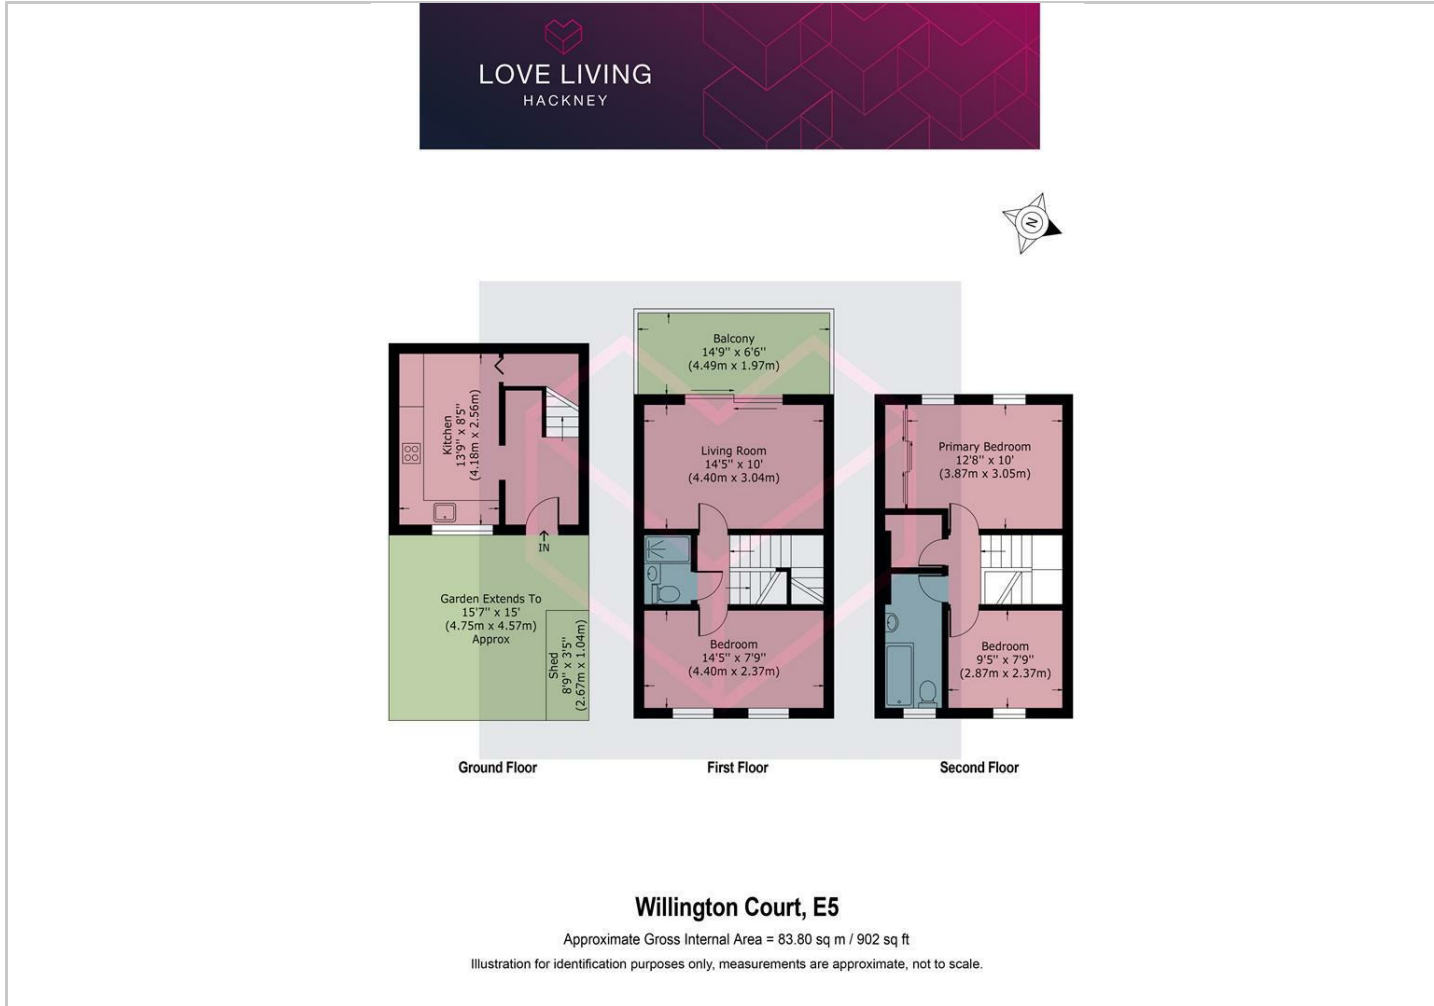 LOVE LIVING
HACKNEY
N
Kitchen
13'9" x 8'5"
(4.18m x 2.56m)
IN
Garden Extends To
15'7" x 15'
(4.75m x 4.57m)
Approx
Shed
8'9" x 3'5"
(2.67m x 1.04m)
Ground Floor
Balcony
14'9" x 6'6"
(4.49m x 1.97m)
Living Room
14'5" x 10'
(4.40m x 3.04m)
Bedroom
14'5" x 7'9"
(4.40m x 2.37m)
First Floor
Primary Bedroom
12'8" x 10'
(3.87m x 3.05m)
Bedroom
9'5" x 7'9"
(2.87m x 2.37m)
Second Floor
Willington Court, E5
Approximate Gross Internal Area = 83.80 sq m / 902 sq ft
Illustration for identification purposes only, measurements are approximate, not to scale.